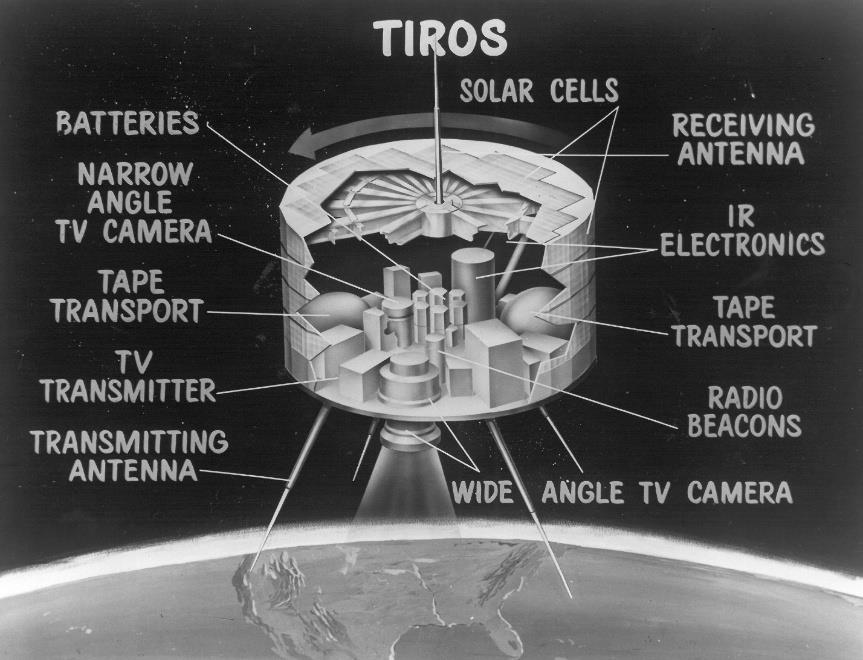 TIROS
SOLAR CELLS
BATTERIES
RECEIVING
ANTENNA
NARROW
ANGLE
TV CAMERA
IR
ELECTRONICS
TAPE
TRANSPORT
TAPE
TRANSPORT
TV
TRANSMITTER
RADIO
BEACONS
TRANSMITTING
ANTENNA
WIDE ANGLE TV CAMERA